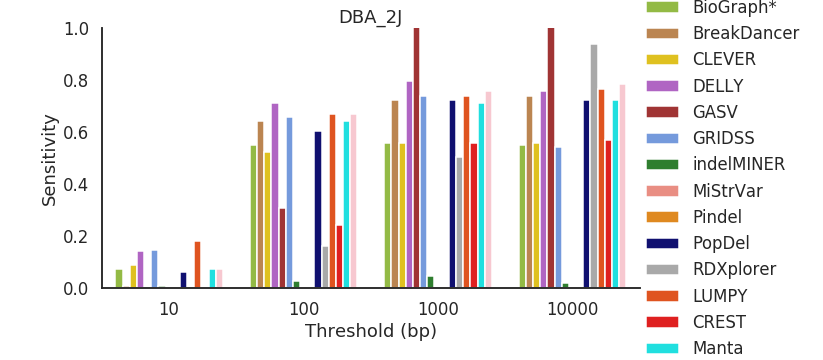 DBA_2J
Sensitivity
1.0
0.8
0.6
0.4
0.2
0.0
10
100
1000
10000
Threshold (bp)
BioGraph*
BreakDancer
CLEVER
DELLY
GASV
GRIDSS
indelMINER
MiStrVar
Pindel
PopDel
RDXplorer
LUMPY
CREST
Manta